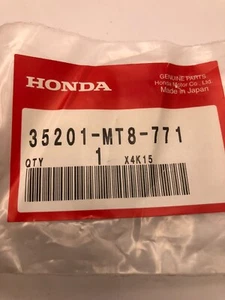 HONDA
GENUINE PARTS
Honda Motor Co., Ltd.
Made in Japan
35201-MT8-771
QTY 1 X4K15